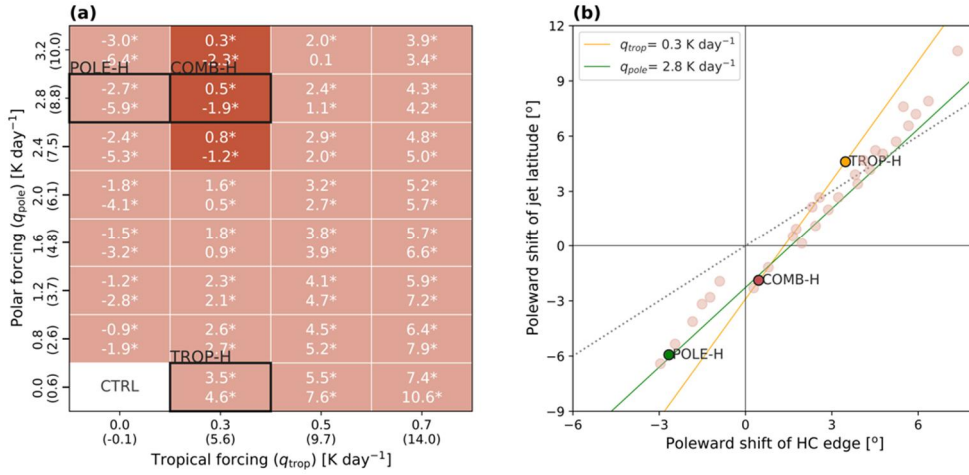 (a)
-3.0* 0.3* 2.0* 3.9*
-6.4* -2.3* 0.1 3.4*
POLE-H COMB-H
-2.7* 0.5* 2.4* 4.3*
-5.9* -1.9* 1.1* 4.2*
-2.4* 0.8* 2.9* 4.8*
-5.3* -1.2* 2.0* 5.0*
-1.8* 1.6* 3.2* 5.2*
-4.1* 0.5* 2.7* 5.7*
-1.5* 1.8* 3.8* 5.7*
-3.2* 0.9* 3.9* 6.6*
-1.2* 2.3* 4.1* 5.9*
-2.8* 2.1* 4.7* 7.2*
-0.9* 2.6* 4.5* 6.4*
-1.9* 2.7* 5.2* 7.9*
TROP-H
CTRL
3.5* 5.5* 7.4*
4.6* 7.6* 10.6*
3.2
(10.0)
2.8
(8.8)
2.4
(7.5)
2.0
(6.1)
1.6
(4.8)
1.2
(3.7)
0.8
(2.6)
0.0
(0.6)
Polar forcing (qpole) [K day⁻¹]
0.0 0.3 0.5 0.7
(-0.1) (5.6) (9.7) (14.0)
Tropical forcing (qtrop) [K day⁻¹]
(b)
qtrop= 0.3 K day⁻¹
qpole= 2.8 K day⁻¹
TROP-H
COMB-H
POLE-H
12
9
6
3
0
−3
−6
−9
Poleward shift of jet latitude [°]
−6 −3 0 3 6
Poleward shift of HC edge [°]